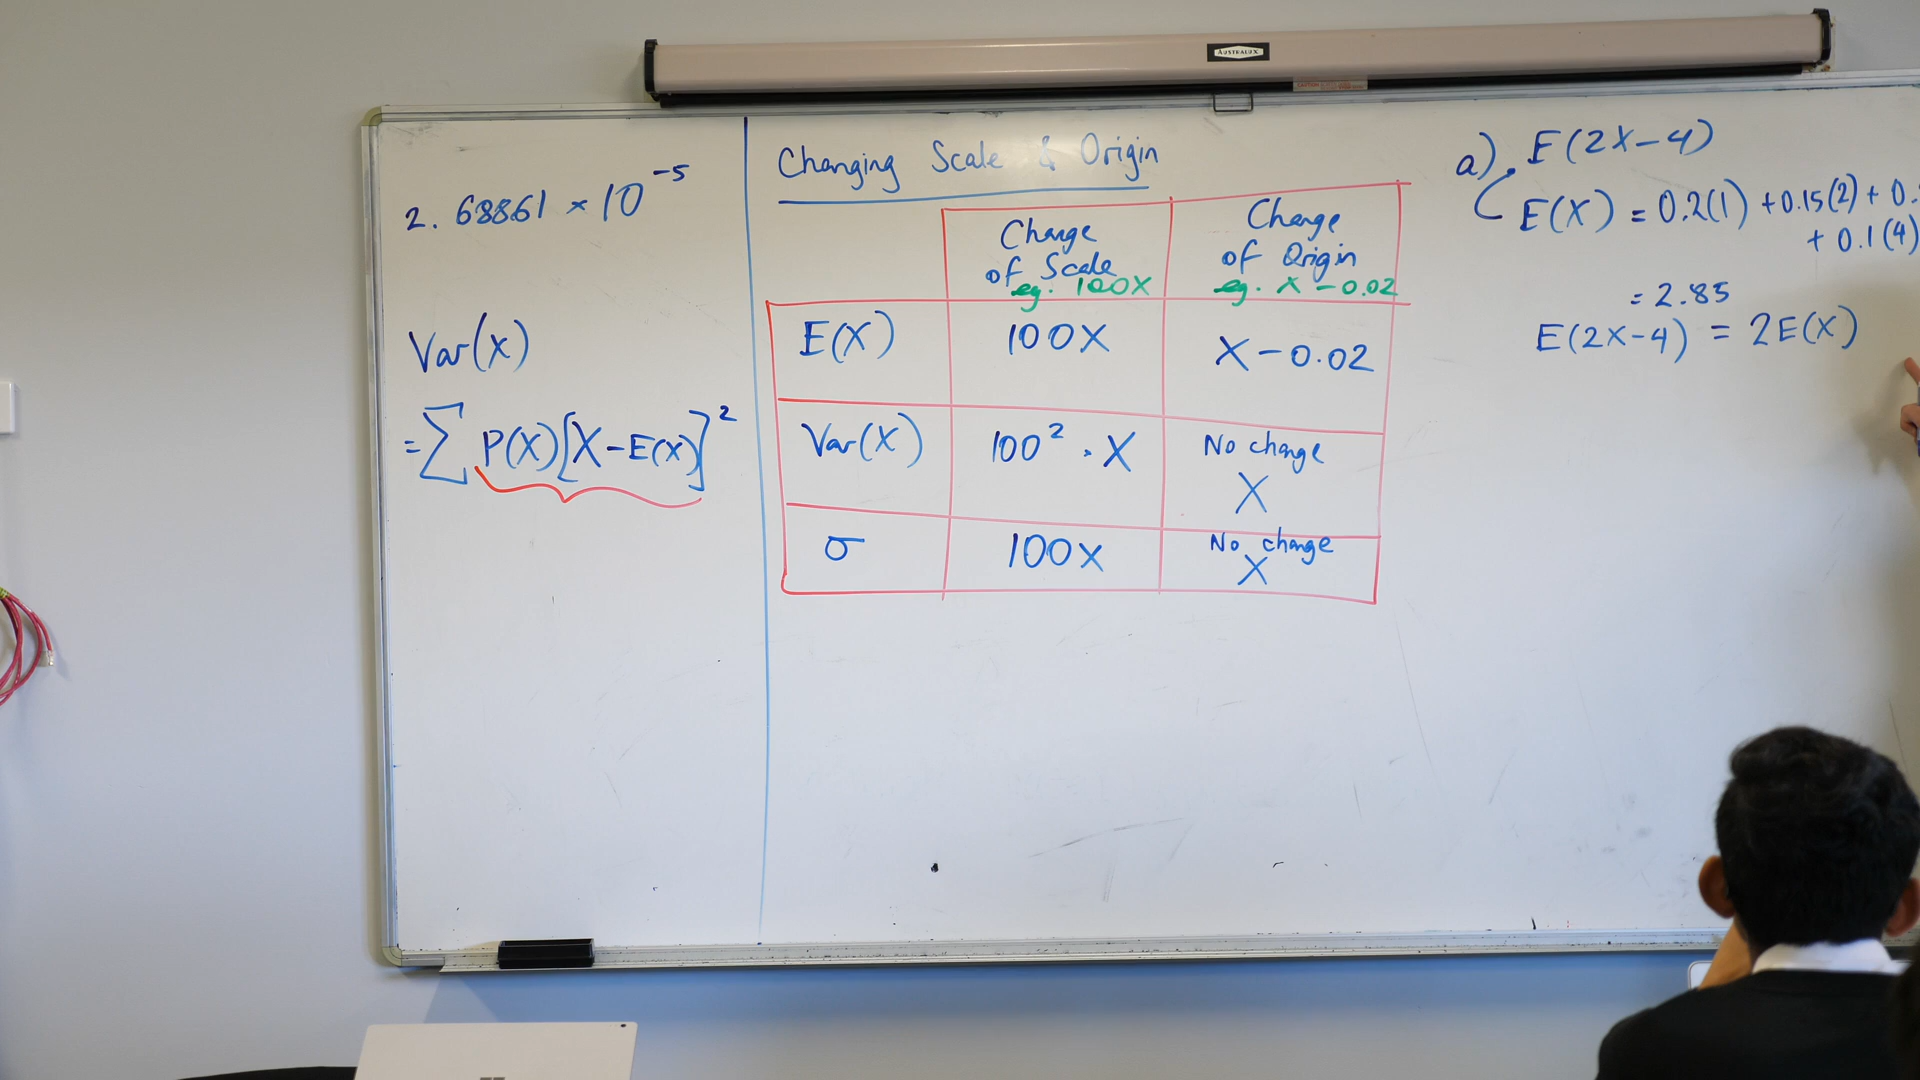 AUSTRALUX
2.68861 × 10⁻⁵
Var(x)
= ∑ P(X)[X-E(X)]²
Changing Scale & Origin
Change
of Scale
eg. 100X
Change
of Origin
eg. X - 0.02
E(X) 100X X - 0.02
Var(X) 100² · X No change
X
σ 100x No change
X
a) E(2X-4)
E(X) = 0.2(1) + 0.15(2) + 0.
+ 0.1(4)
= 2.85
E(2X-4) = 2E(X)